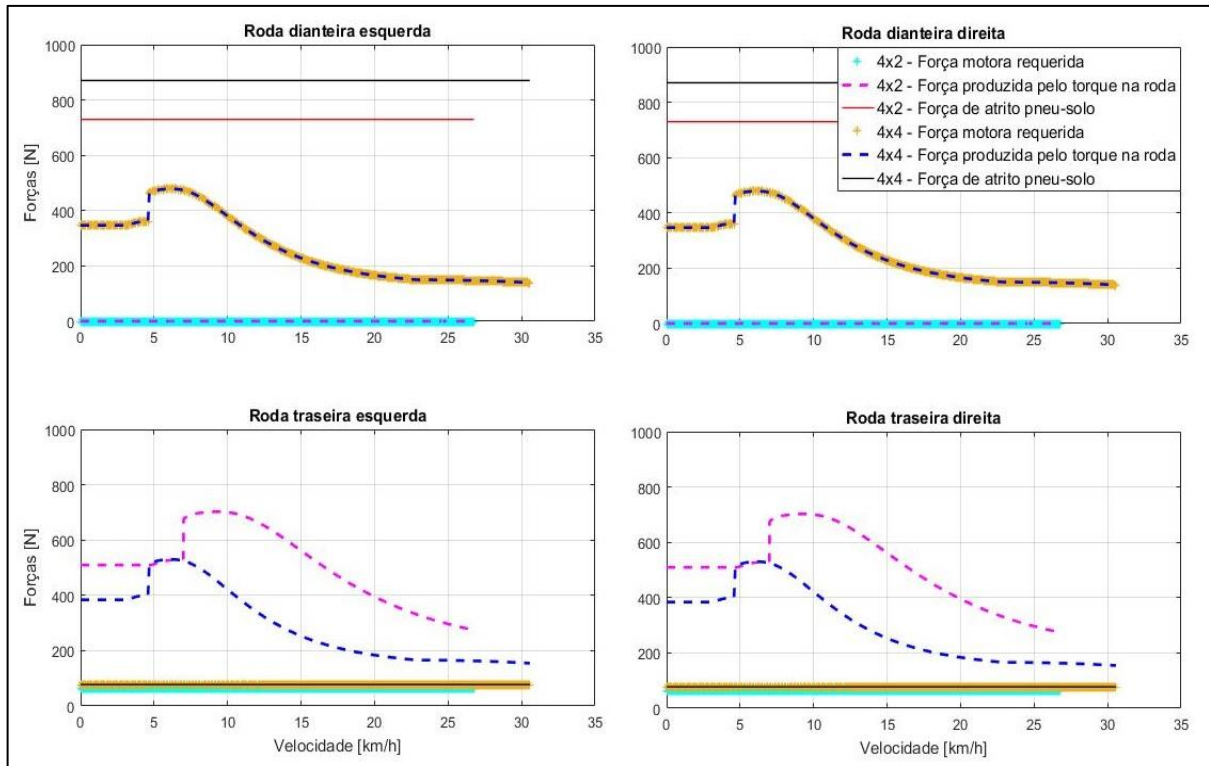 Roda dianteira esquerda
1000
800
600
400
200
0
Forças [N]
0 5 10 15 20 25 30 35
Roda dianteira direita
1000
800
600
400
200
0
4x2 - Força motora requerida
4x2 - Força produzida pelo torque na roda
4x2 - Força de atrito pneu-solo
4x4 - Força motora requerida
4x4 - Força produzida pelo torque na roda
4x4 - Força de atrito pneu-solo
0 5 10 15 20 25 30 35
Roda traseira esquerda
1000
800
600
400
200
0
Forças [N]
0 5 10 15 20 25 30 35
Velocidade [km/h]
Roda traseira direita
1000
800
600
400
200
0
0 5 10 15 20 25 30 35
Velocidade [km/h]